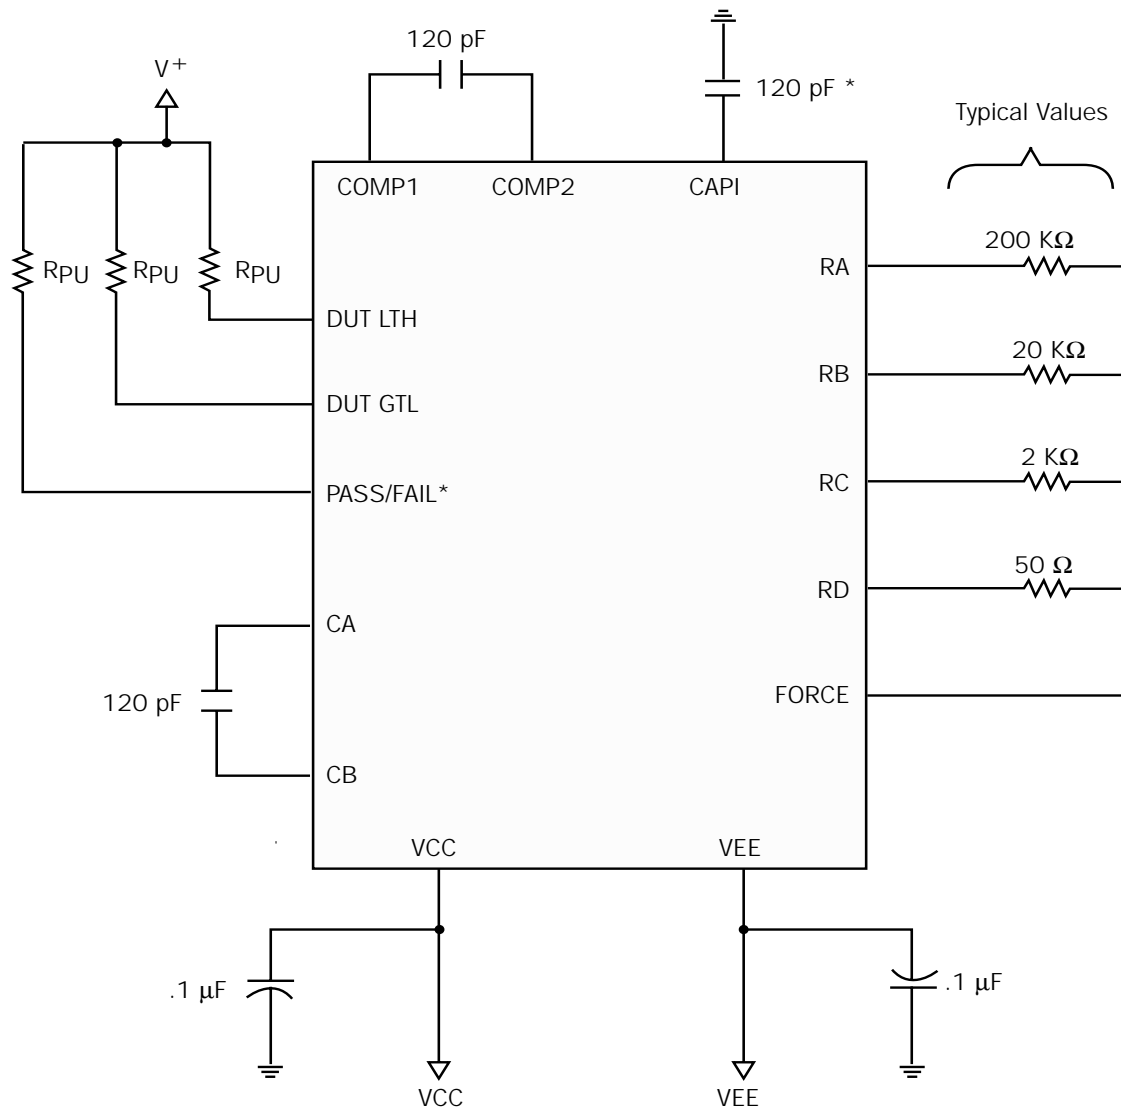 120 pF
V+
120 pF *
Typical Values
COMP1
COMP2
CAPI
200 KΩ
RA
RPU
RPU
RPU
DUT LTH
20 KΩ
RB
DUT GTL
2 KΩ
RC
PASS/FAIL*
50 Ω
RD
CA
120 pF
FORCE
CB
VCC
VEE
.1 µF
.1 µF
VCC
VEE